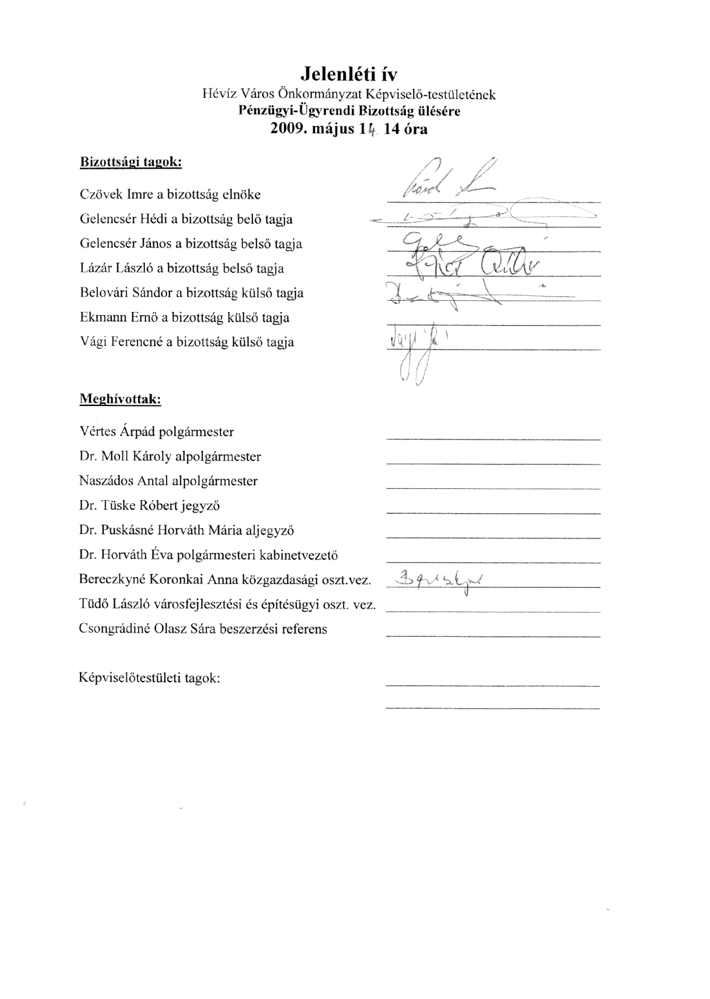 Jelenléti ív
Hévíz Város Önkormányzat Képviselő-testületének
Pénzügyi-Ügyrendi Bizottság ülésére
2009. május 14. 14 óra
Bizottsági tagok:
Czövek Imre a bizottság elnöke
Gelencsér Hédi a bizottság belő tagja
Gelencsér János a bizottság belső tagja
Lázár László a bizottság belső tagja
Belovári Sándor a bizottság külső tagja
Ekmann Ernő a bizottság külső tagja
Vági Ferencné a bizottság külső tagja
Meghívottak:
Vértes Árpád polgármester
Dr. Moll Károly alpolgármester
Naszádos Antal alpolgármester
Dr. Tüske Róbert jegyző
Dr. Puskásné Horváth Mária aljegyző
Dr. Horváth Éva polgármesteri kabinetvezető
Bereczkyné Koronkai Anna közgazdasági oszt.vez.
Tüdő László városfejlesztési és építésügyi oszt. vez.
Csongrádiné Olasz Sára beszerzési referens
Képviselőtestületi tagok: